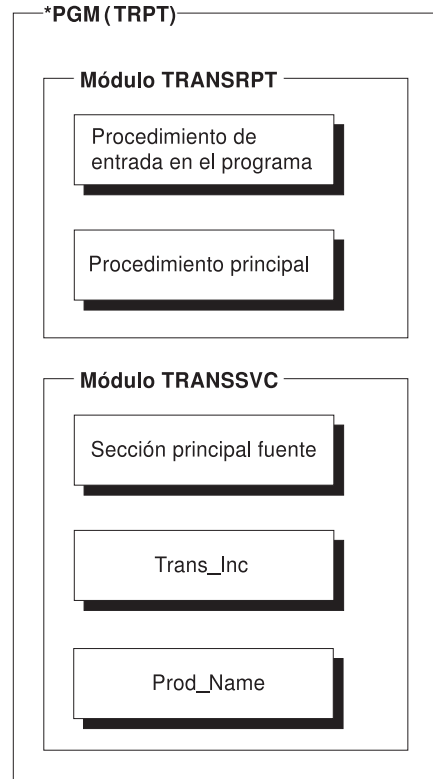 *PGM(TRPT)
Módulo TRANSRPT
Procedimiento de
entrada en el programa
Procedimiento principal
Módulo TRANSSVC
Sección principal fuente
Trans_Inc
Prod_Name